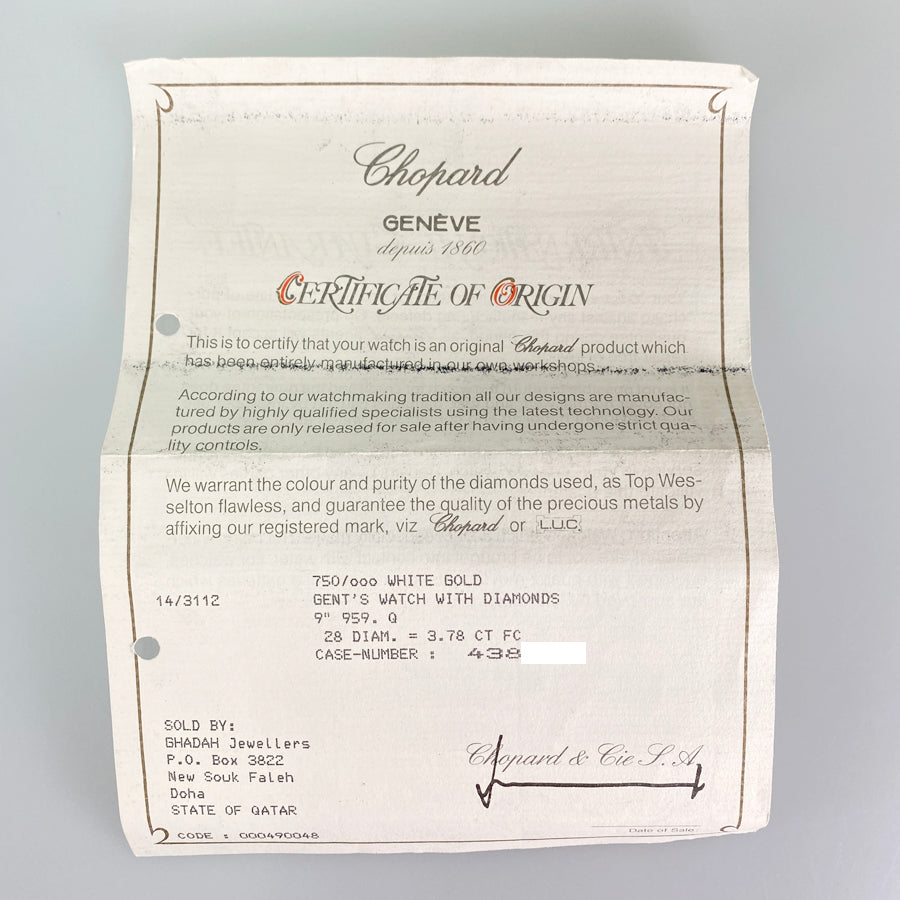 Chopard
GENÈVE
depuis 1860
CERTIFICATE OF ORIGIN
This is to certify that your watch is an original Chopard product which
has been entirely manufactured in our own workshops.
According to our watchmaking tradition all our designs are manufac-
tured by highly qualified specialists using the latest technology. Our
products are only released for sale after having undergone strict qua-
lity controls.
We warrant the colour and purity of the diamonds used, as Top Wes-
selton flawless, and guarantee the quality of the precious metals by
affixing our registered mark, viz Chopard or L.U.C.
750/ooo WHITE GOLD
14/3112 GENT'S WATCH WITH DIAMONDS
9" 959. Q
28 DIAM. = 3.78 CT FC
CASE-NUMBER : 438
SOLD BY:
GHADAH Jewellers
P.O. Box 3822
New Souk Faleh
Doha
STATE OF QATAR
Chopard & Cie S.A.
CODE : 000490048
Date of Sale